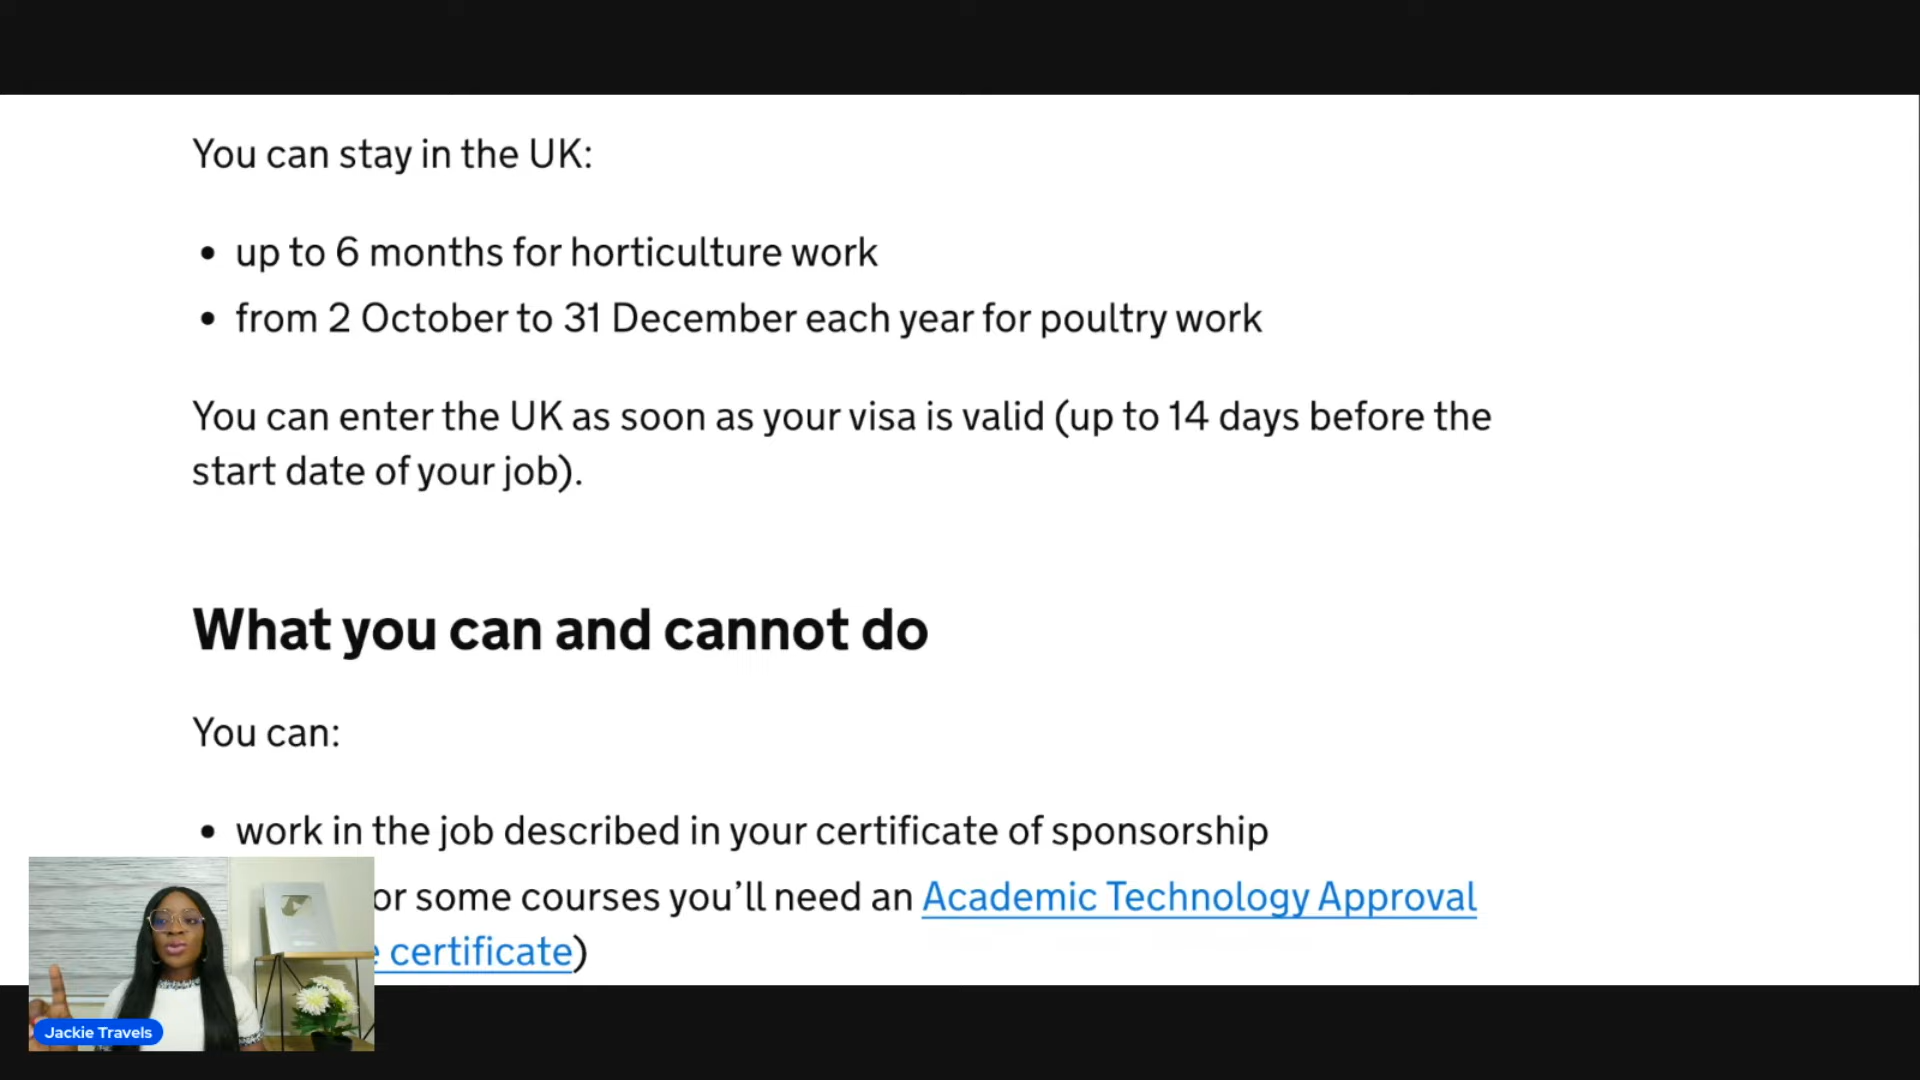 You can stay in the UK:
• up to 6 months for horticulture work
• from 2 October to 31 December each year for poultry work
You can enter the UK as soon as your visa is valid (up to 14 days before the
start date of your job).
What you can and cannot do
You can:
• work in the job described in your certificate of sponsorship
or some courses you’ll need an Academic Technology Approval
certificate)
Jackie Travels